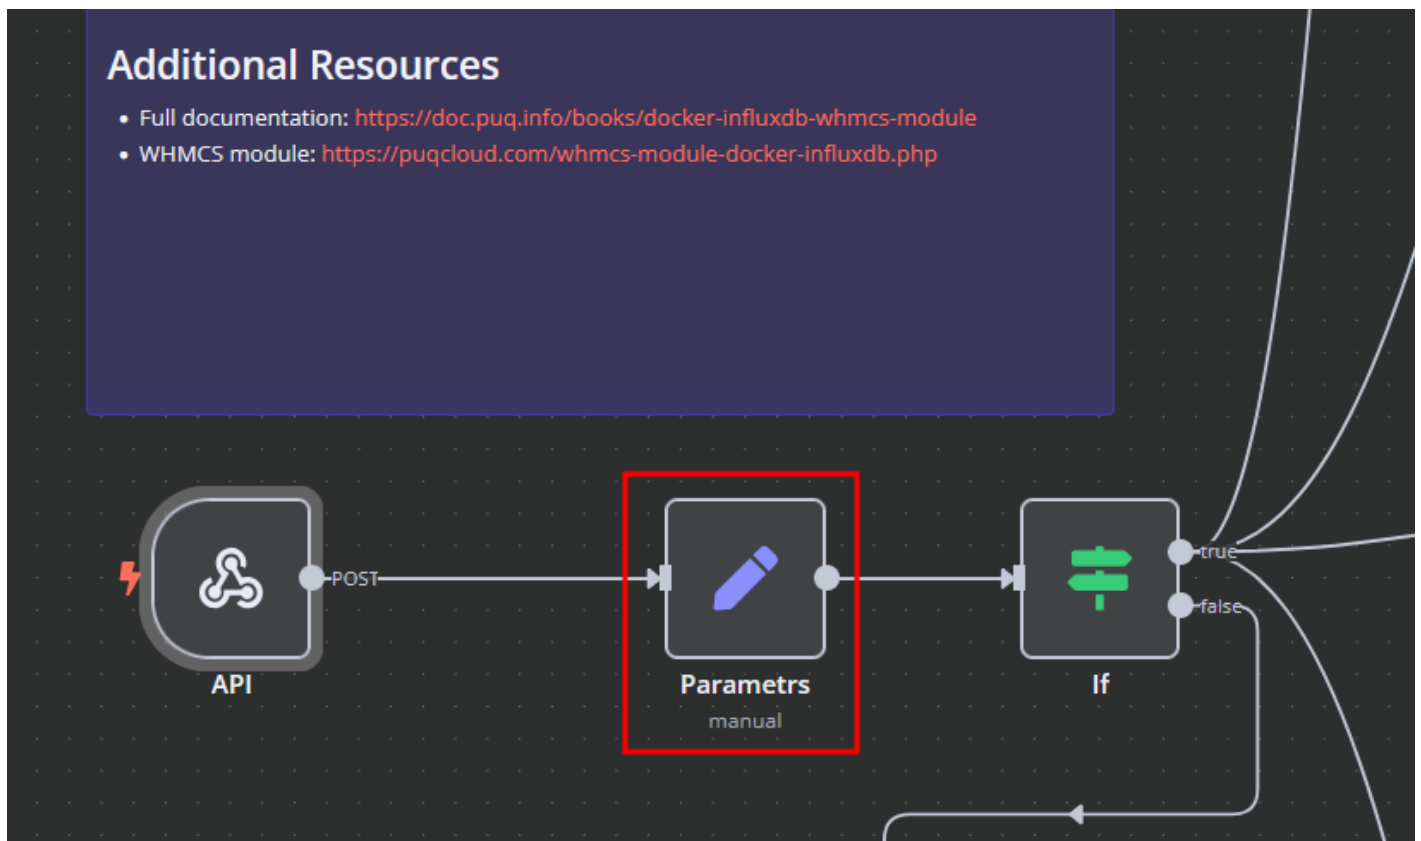 Additional Resources
• Full documentation: https://doc.puq.info/books/docker-influxdb-whmcs-module
• WHMCS module: https://puqcloud.com/whmcs-module-docker-influxdb.php
POST
true
false
API
Parametrs
If
manual